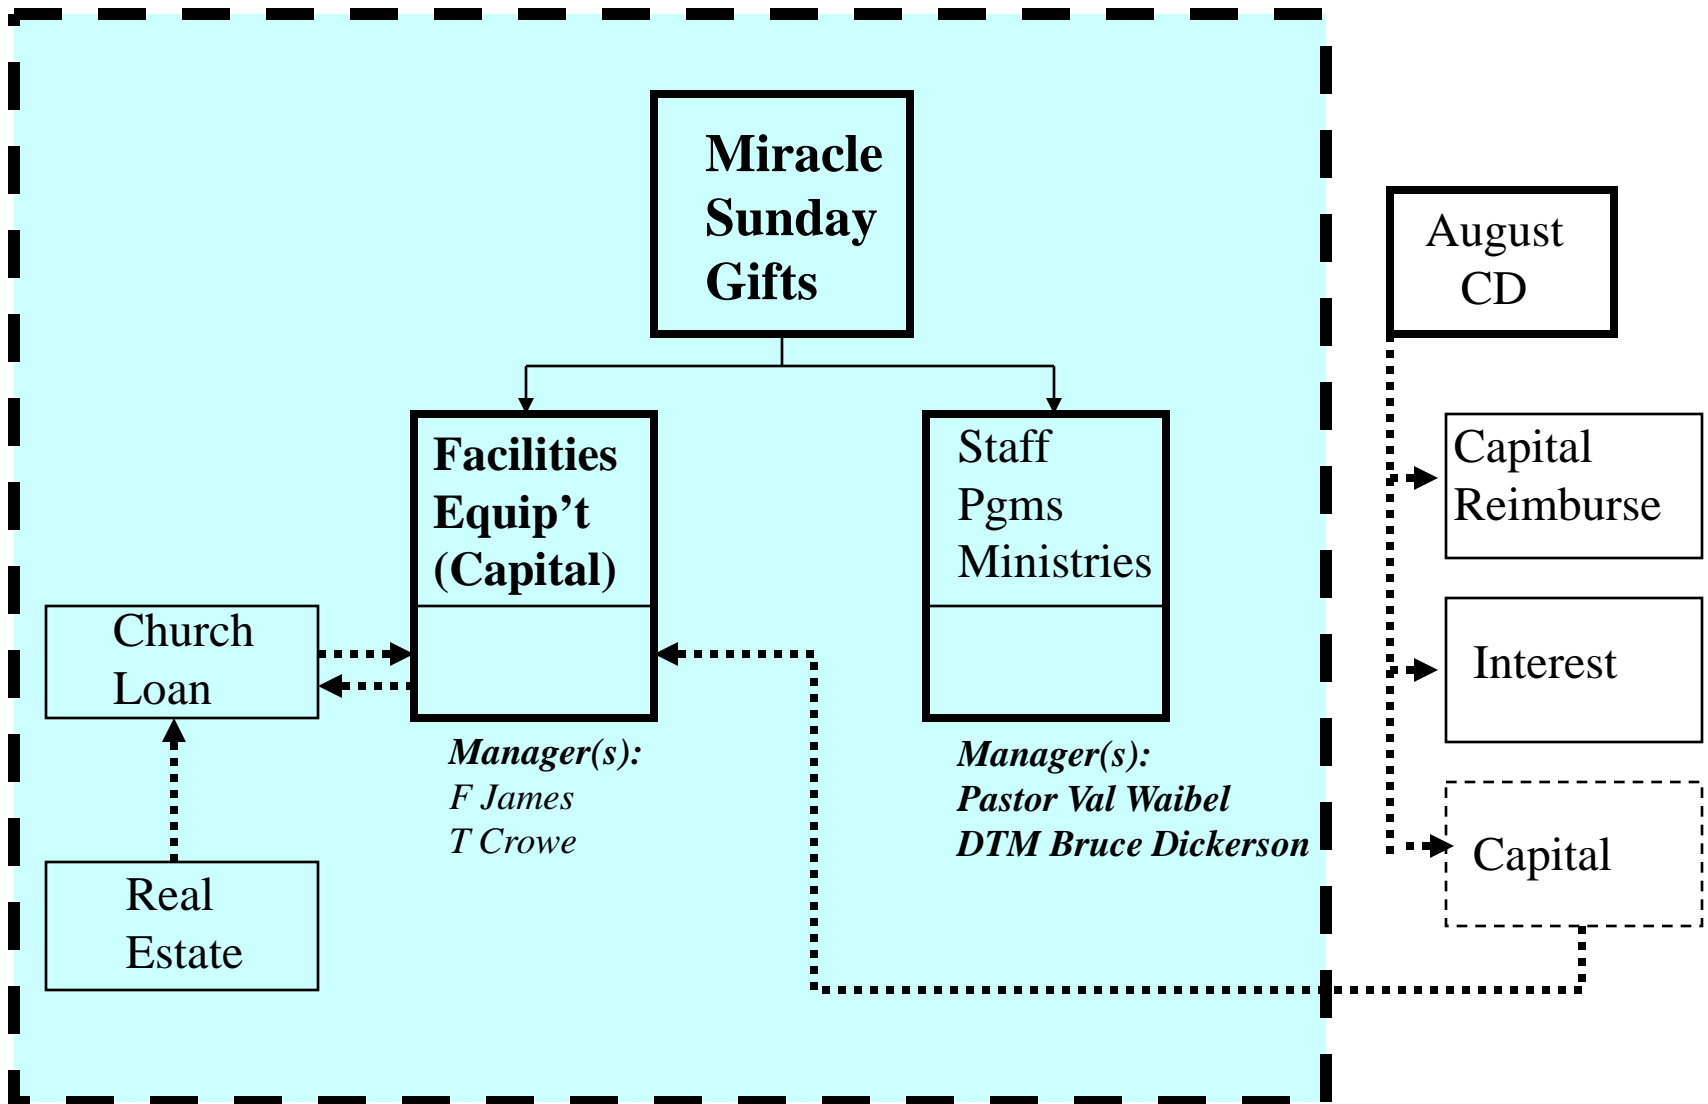 Miracle
Sunday
Gifts
August
CD
Facilities
Equip’t
(Capital)
Staff
Pgms
Ministries
Capital
Reimburse
Church
Loan
Interest
Manager(s):
F James
T Crowe
Manager(s):
Pastor Val Waibel
DTM Bruce Dickerson
Capital
Real
Estate